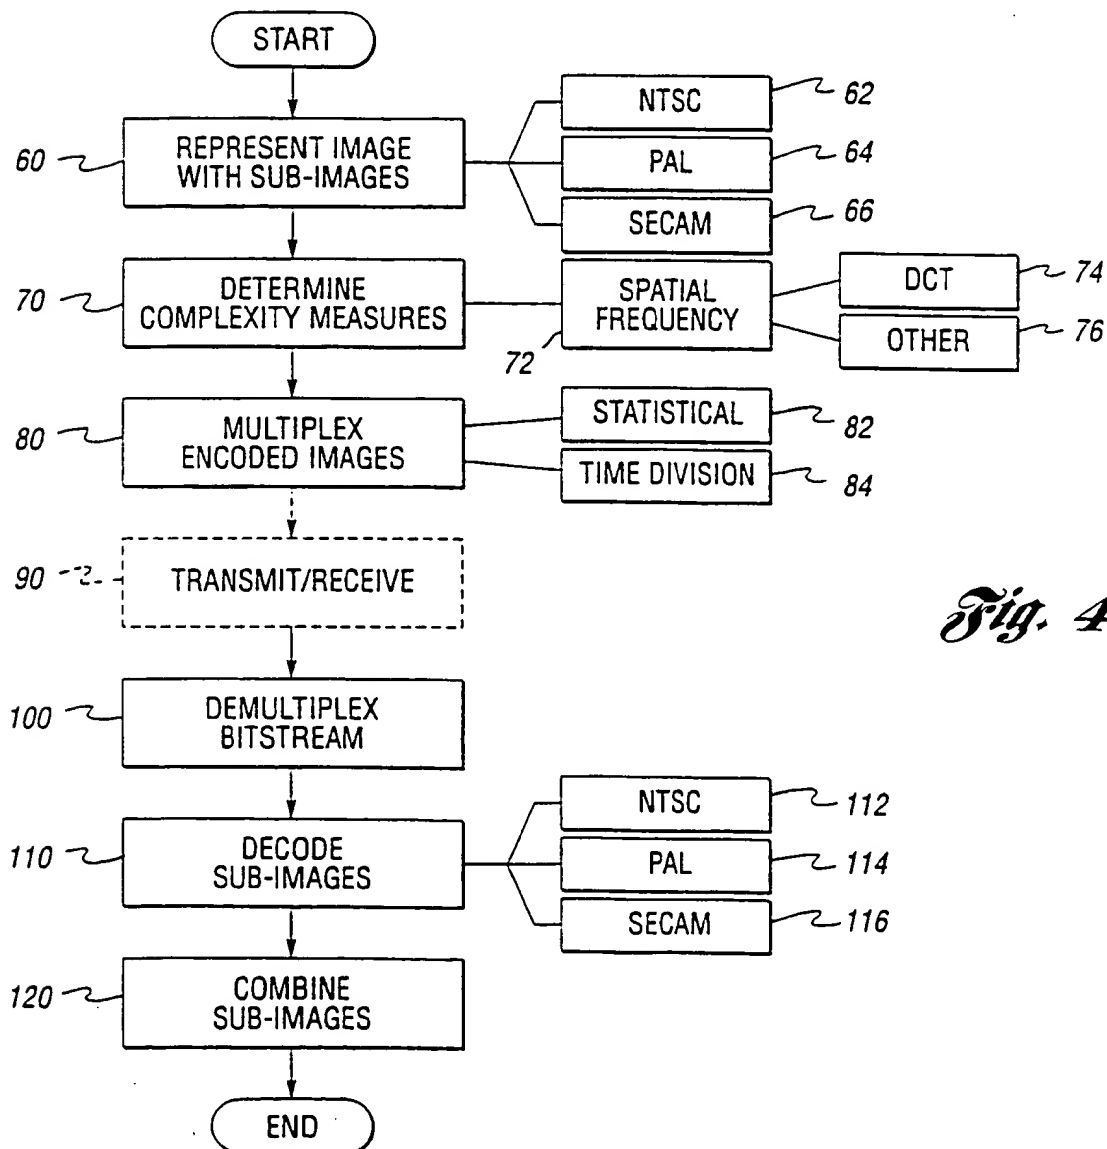 START
NTSC
62
60
REPRESENT IMAGE
WITH SUB-IMAGES
PAL
64
SECAM
66
70
DETERMINE
COMPLEXITY MEASURES
SPATIAL
FREQUENCY
72
DCT
74
OTHER
76
80
MULTIPLEX
ENCODED IMAGES
STATISTICAL
82
TIME DIVISION
84
90
TRANSMIT/RECEIVE
Fig. 4
100
DEMULTIPLEX
BITSTREAM
110
DECODE
SUB-IMAGES
NTSC
112
PAL
114
SECAM
116
120
COMBINE
SUB-IMAGES
END